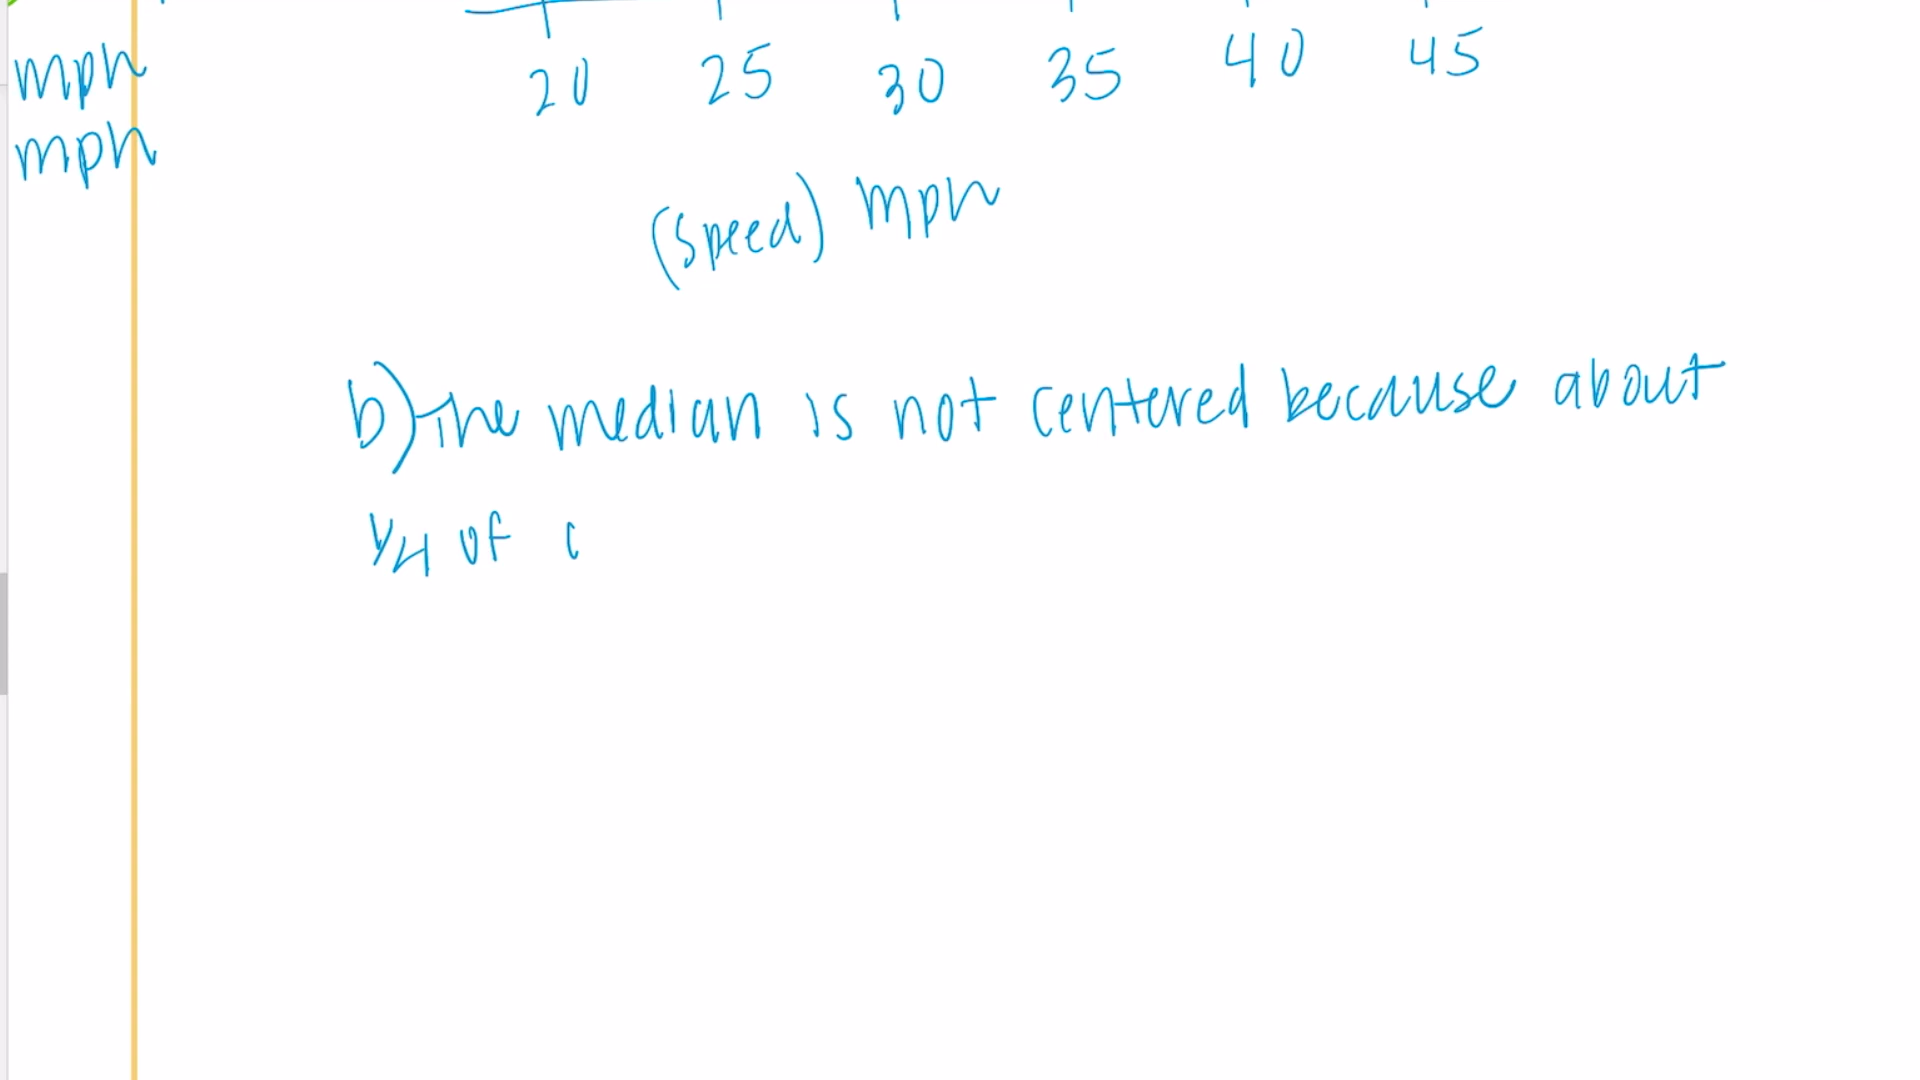 mph
mph
20 25 30 35 40 45
(Speed) mph
b) The median is not centered because about
1/4 of c